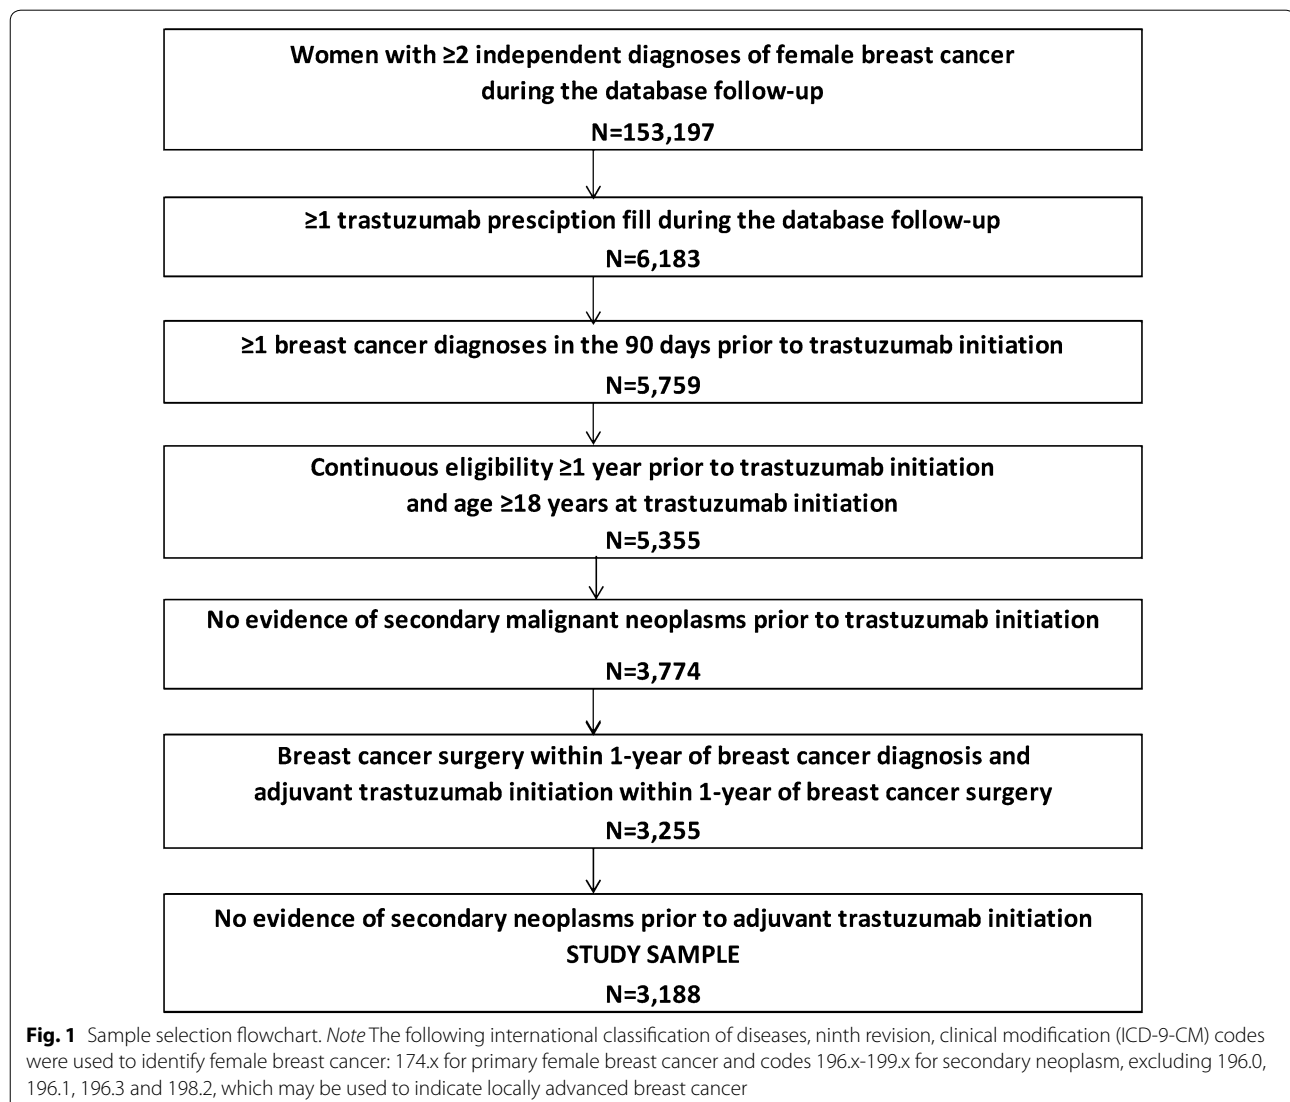 Women with ≥2 independent diagnoses of female breast cancer
during the database follow-up
N=153,197
≥1 trastuzumab presciption fill during the database follow-up
N=6,183
≥1 breast cancer diagnoses in the 90 days prior to trastuzumab initiation
N=5,759
Continuous eligibility ≥1 year prior to trastuzumab initiation
and age ≥18 years at trastuzumab initiation
N=5,355
No evidence of secondary malignant neoplasms prior to trastuzumab initiation
N=3,774
Breast cancer surgery within 1-year of breast cancer diagnosis and
adjuvant trastuzumab initiation within 1-year of breast cancer surgery
N=3,255
No evidence of secondary neoplasms prior to adjuvant trastuzumab initiation
STUDY SAMPLE
N=3,188
Fig. 1 Sample selection flowchart. Note The following international classification of diseases, ninth revision, clinical modification (ICD-9-CM) codes
were used to identify female breast cancer: 174.x for primary female breast cancer and codes 196.x-199.x for secondary neoplasm, excluding 196.0,
196.1, 196.3 and 198.2, which may be used to indicate locally advanced breast cancer